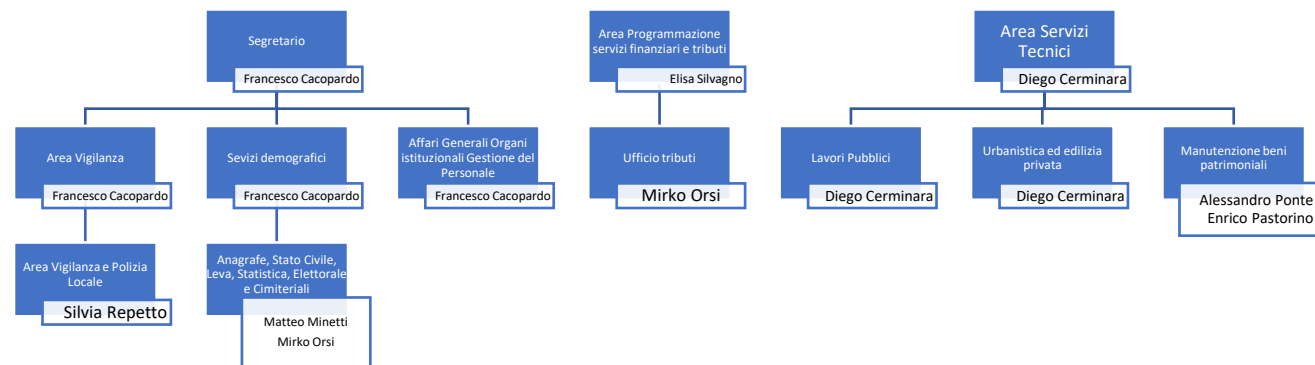 Segretario
Francesco Cacopardo
Area Programmazione
servizi finanziari e tributi
Elisa Silvagno
Area Servizi
Tecnici
Diego Cerminara
Area Vigilanza
Francesco Cacopardo
Sevizi demografici
Francesco Cacopardo
Affari Generali Organi
istituzionali Gestione del
Personale
Francesco Cacopardo
Ufficio tributi
Mirko Orsi
Lavori Pubblici
Diego Cerminara
Urbanistica ed edilizia
privata
Diego Cerminara
Manutenzione beni
patrimoniali
Alessandro Ponte
Enrico Pastorino
Area Vigilanza e Polizia
Locale
Silvia Repetto
Anagrafe, Stato Civile,
Leva, Statistica, Elettorale
e Cimiteriali
Matteo Minetti
Mirko Orsi